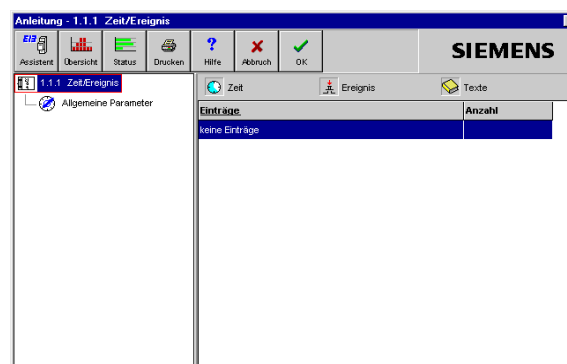 Anleitung - 1.1.1 Zeit/Ereignis
EIB
Assistent Übersicht Status Drucken Hilfe Abbruch OK
SIEMENS
1.1.1 Zeit/Ereignis
Allgemeine Parameter
Zeit Ereignis Texte
Einträge Anzahl
keine Einträge